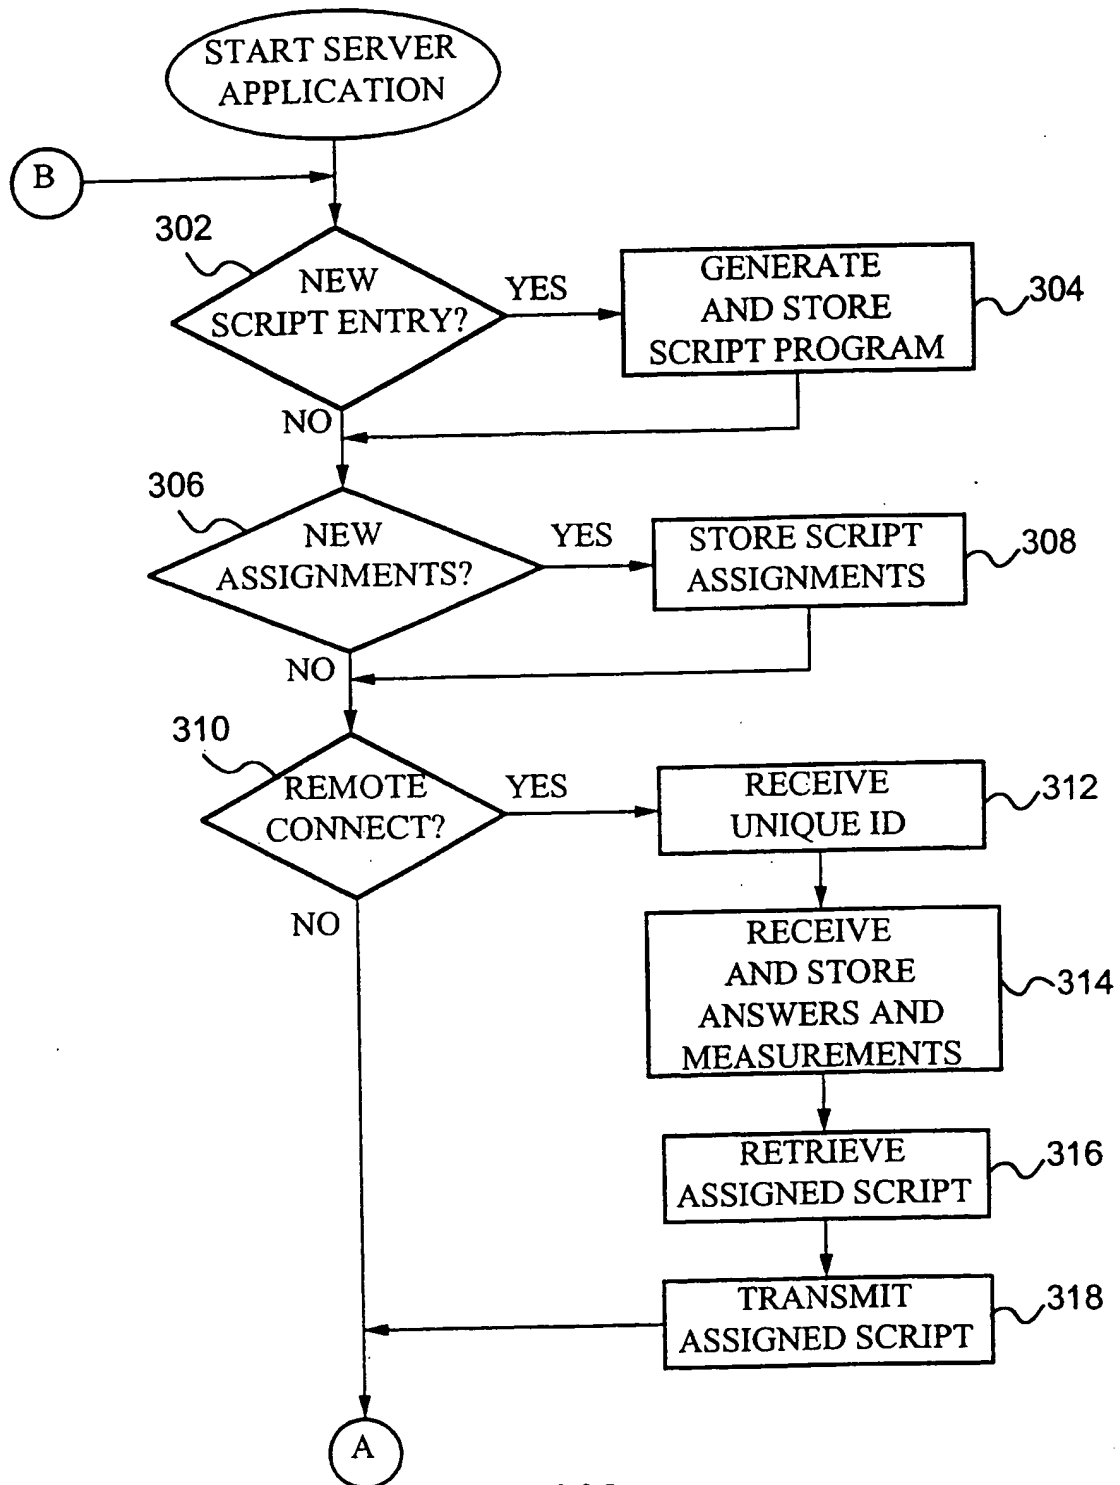 START SERVER
APPLICATION
B
302
NEW
SCRIPT ENTRY?
YES
GENERATE
AND STORE
SCRIPT PROGRAM
304
NO
306
NEW
ASSIGNMENTS?
YES
STORE SCRIPT
ASSIGNMENTS
308
NO
310
REMOTE
CONNECT?
YES
RECEIVE
UNIQUE ID
312
NO
RECEIVE
AND STORE
ANSWERS AND
MEASUREMENTS
314
RETRIEVE
ASSIGNED SCRIPT
316
TRANSMIT
ASSIGNED SCRIPT
318
A